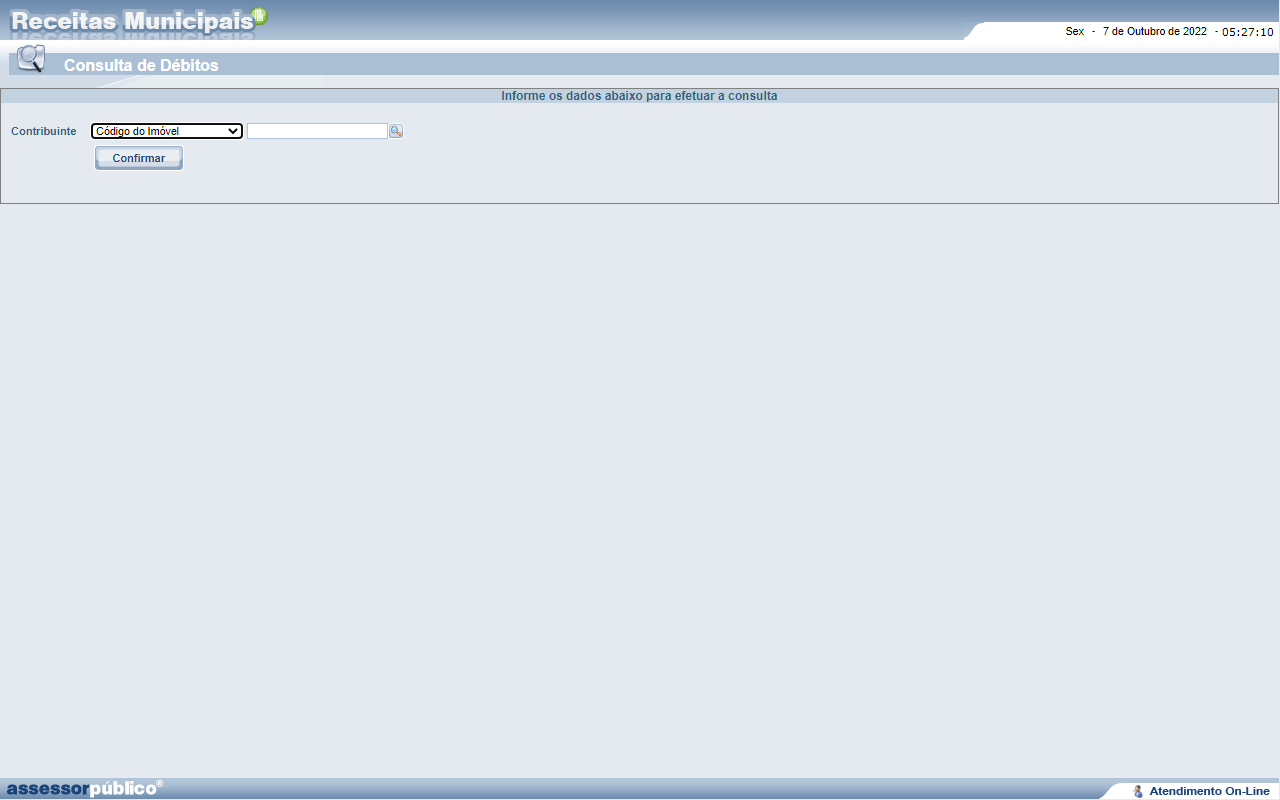 Receitas Municipais
Sex - 7 de Outubro de 2022 - 05:27:10
Consulta de Débitos
Informe os dados abaixo para efetuar a consulta
Contribuinte Código do Imóvel
Confirmar
assessorpúblico®
Atendimento On-Line